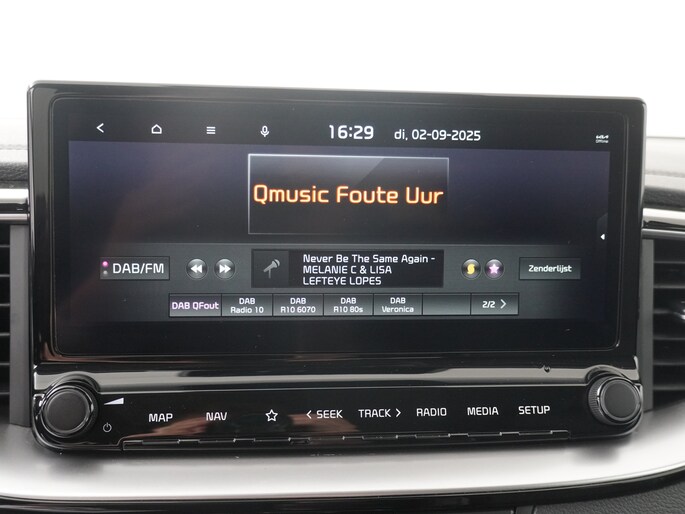 16:29 di, 02-09-2025
Qmusic Foute Uur
DAB/FM
Never Be The Same Again -
MELANIE C & LISA
LEFTEYE LOPES
Zenderlijst
DAB QFout
DAB
Radio 10
DAB
R10 6070
DAB
R10 80s
DAB
Veronica
2/2
MAP NAV SEEK TRACK RADIO MEDIA SETUP